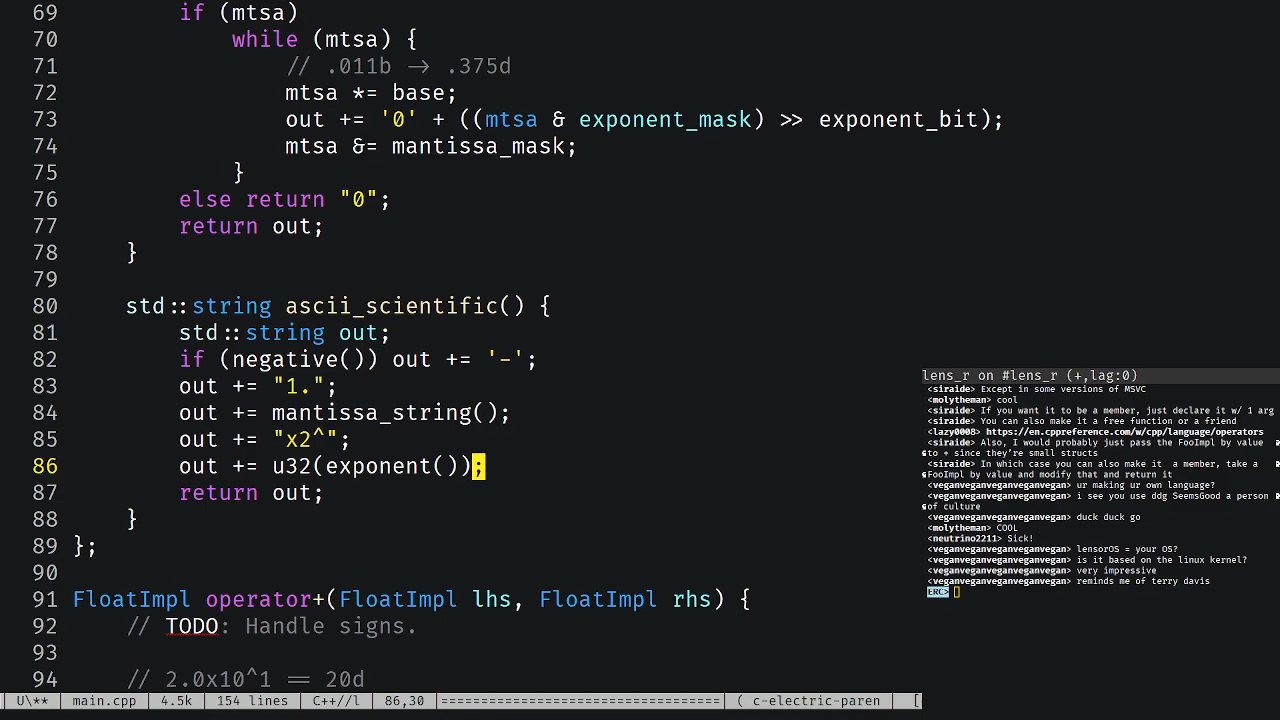 69 if (mtsa)
70 while (mtsa) {
71 // .011b -> .375d
72 mtsa *= base;
73 out += '0' + ((mtsa & exponent_mask) >> exponent_bit);
74 mtsa &= mantissa_mask;
75 }
76 else return "0";
77 return out;
78 }
79
80 std::string ascii_scientific() {
81 std::string out;
82 if (negative()) out += '-';
83 out += "1.";
84 out += mantissa_string();
85 out += "x2^";
86 out += u32(exponent());
87 return out;
88 }
89 };
90
91 FloatImpl operator+(FloatImpl lhs, FloatImpl rhs) {
92 // TODO: Handle signs.
93
94 // 2.0x10^1 == 20d
U\** main.cpp 4.5k 154 lines C++//l 86,30 ================================== ( c-electric-paren [
lens_r on #lens_r (+,lag:0)
<siraide> Except in some versions of MSVC
<molytheman> cool
<siraide> If you want it to be a member, just declare it w/ 1 arg
<siraide> You can also make it a free function or a friend
<lazy0008> https://en.cppreference.com/w/cpp/language/operators
<siraide> Also, I would probably just pass the FooImpl by value
to + since they're small structs
<siraide> In which case you can also make it a member, take a
FooImpl by value and modify that and return it
<veganveganveganveganvegan> ur making ur own language?
<veganveganveganveganvegan> i see you use ddg SeemsGood a person
of culture
<veganveganveganveganvegan> duck duck go
<molytheman> COOL
<neutrino2211> Sick!
<veganveganveganveganvegan> lensorOS = your OS?
<veganveganveganveganvegan> is it based on the linux kernel?
<veganveganveganveganvegan> very impressive
<veganveganveganveganvegan> reminds me of terry davis
ERC>